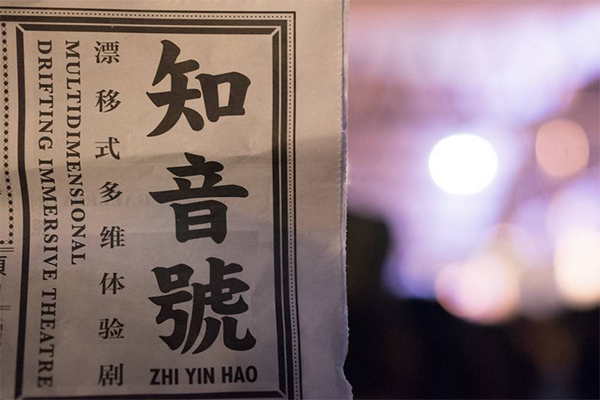 知音號
ZHI YIN HAO
漂移式多维体验剧
MULTIDIMENSIONAL
DRIFTING IMMERSIVE THEATRE